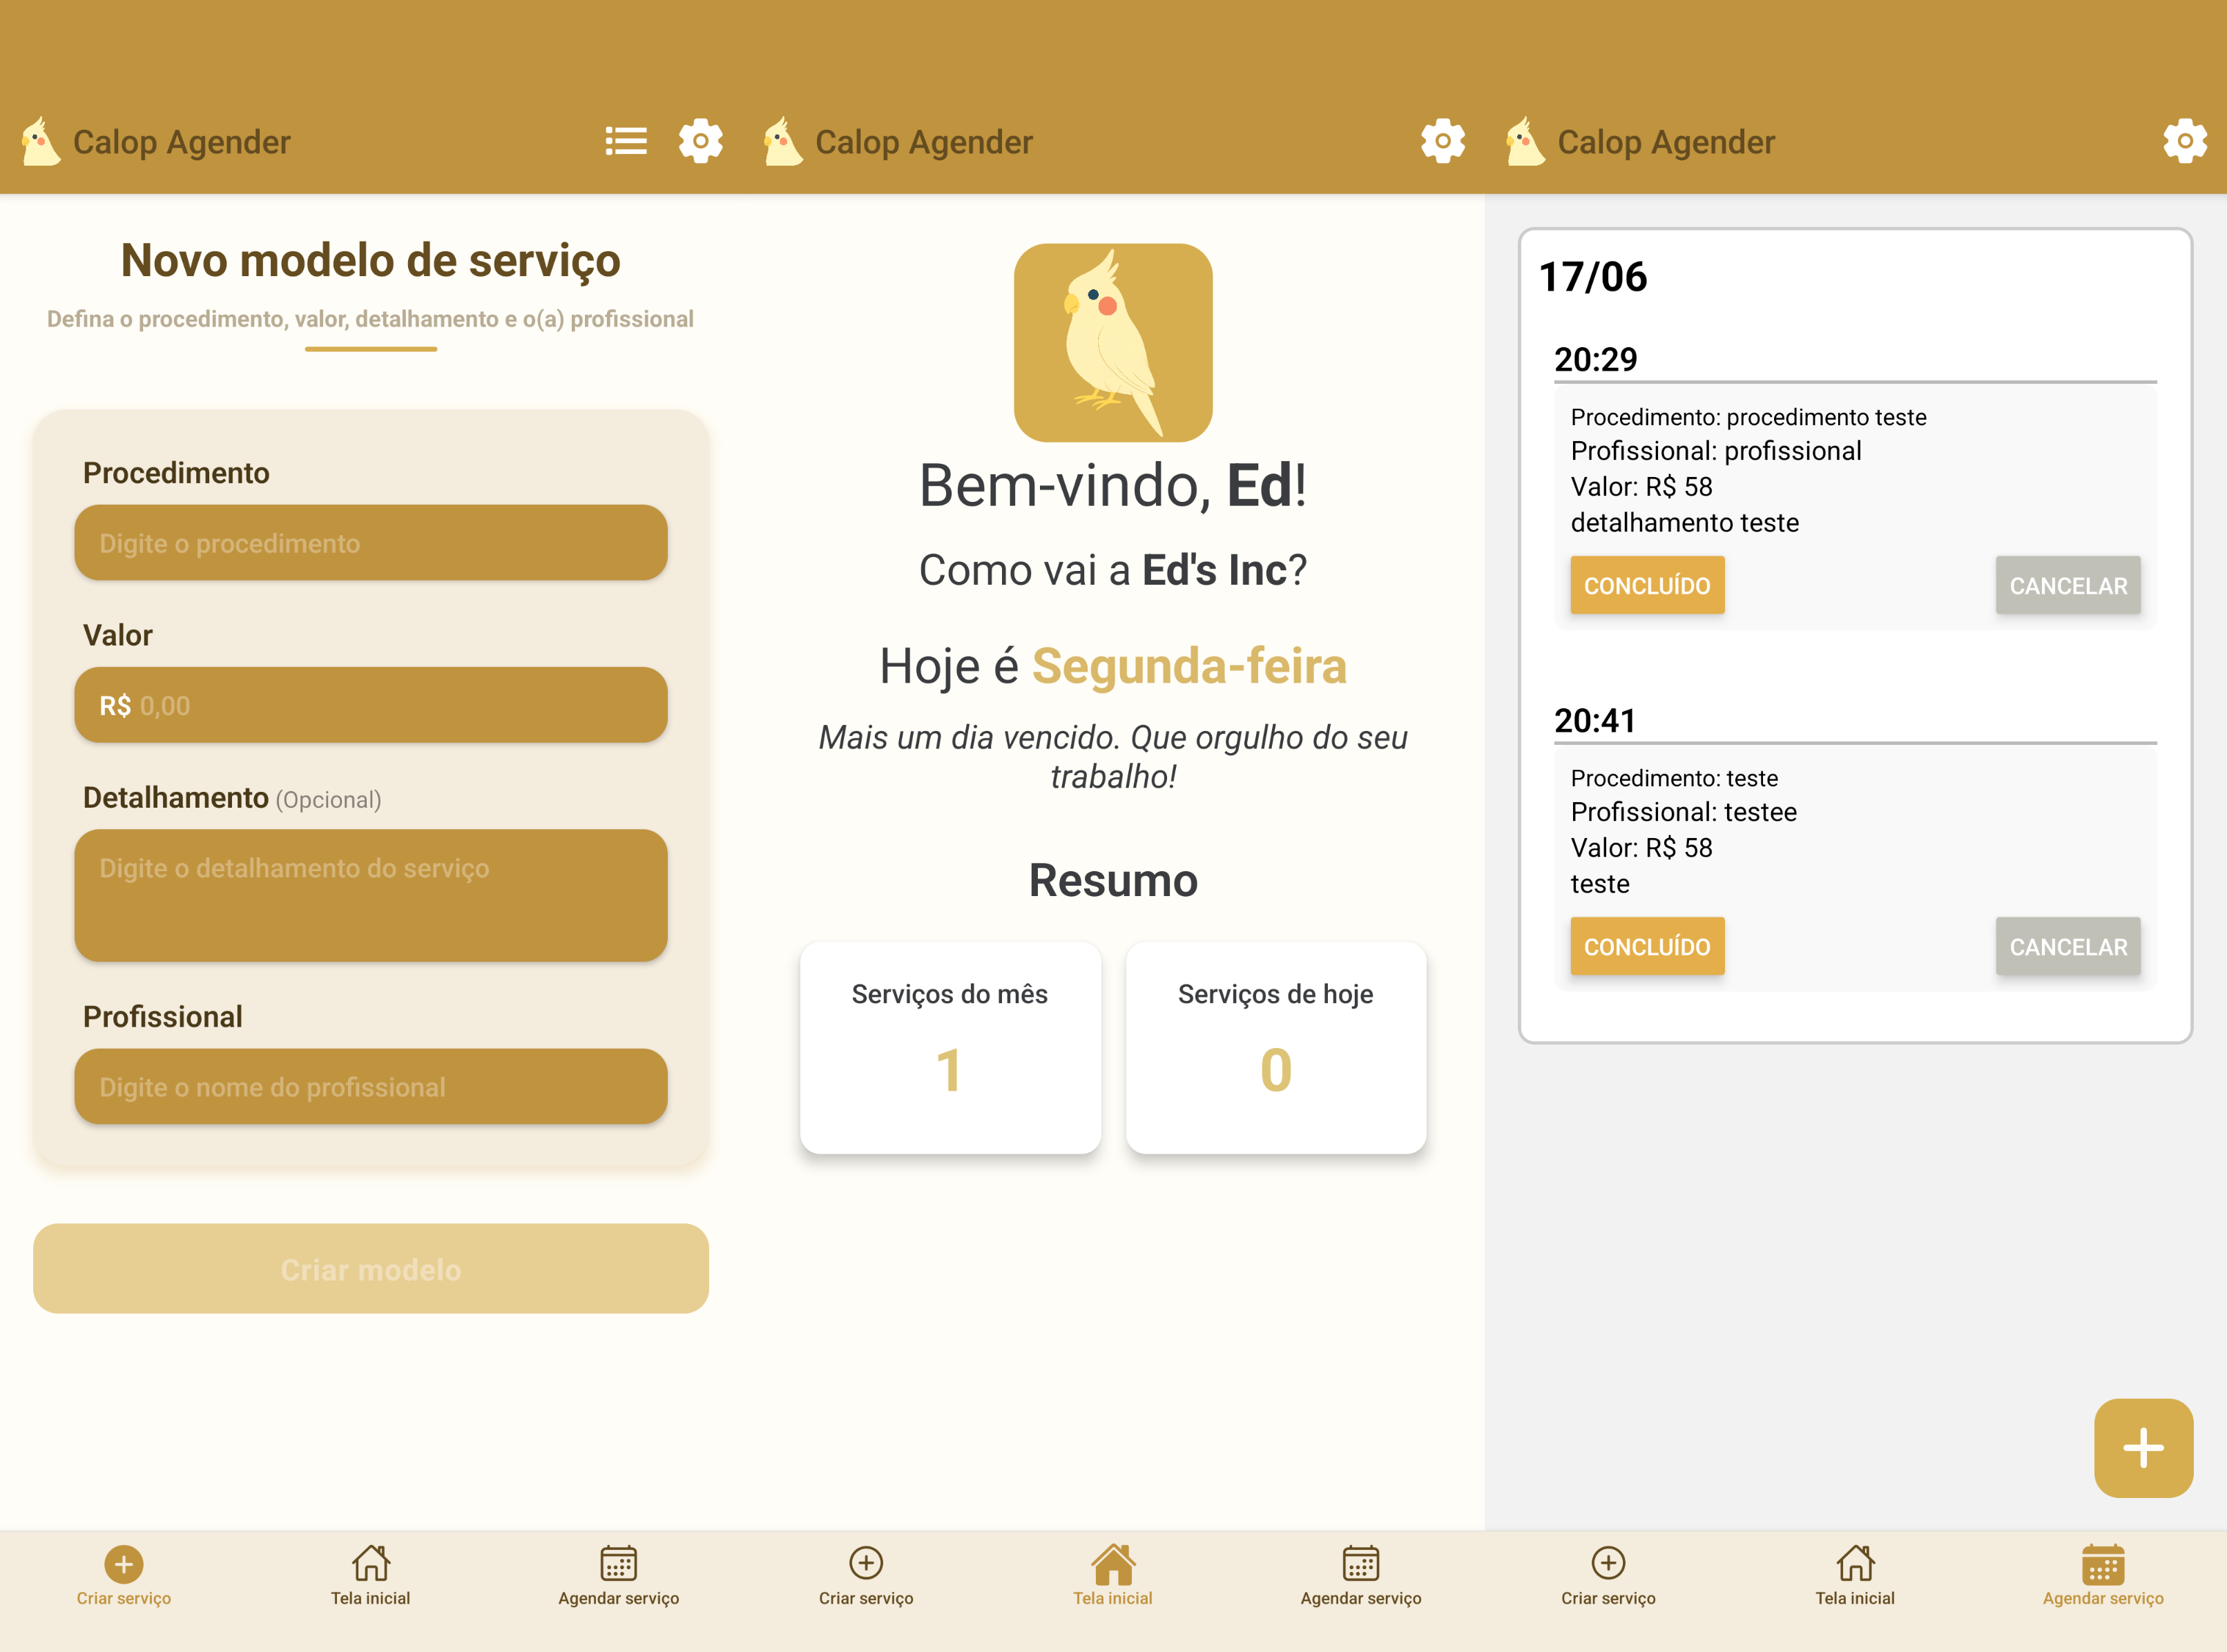 Calop Agender
Novo modelo de serviço
Defina o procedimento, valor, detalhamento e o(a) profissional
Procedimento
Digite o procedimento
Valor
R$ 0,00
Detalhamento (Opcional)
Digite o detalhamento do serviço
Profissional
Digite o nome do profissional
Criar modelo
Criar serviço
Tela inicial
Agendar serviço
Calop Agender
Bem-vindo, Ed!
Como vai a Ed's Inc?
Hoje é Segunda-feira
Mais um dia vencido. Que orgulho do seu
trabalho!
Resumo
Serviços do mês
1
Serviços de hoje
0
Criar serviço
Tela inicial
Agendar serviço
Calop Agender
17/06
20:29
Procedimento: procedimento teste
Profissional: profissional
Valor: R$ 58
detalhamento teste
CONCLUÍDO
CANCELAR
20:41
Procedimento: teste
Profissional: testee
Valor: R$ 58
teste
CONCLUÍDO
CANCELAR
Criar serviço
Tela inicial
Agendar serviço